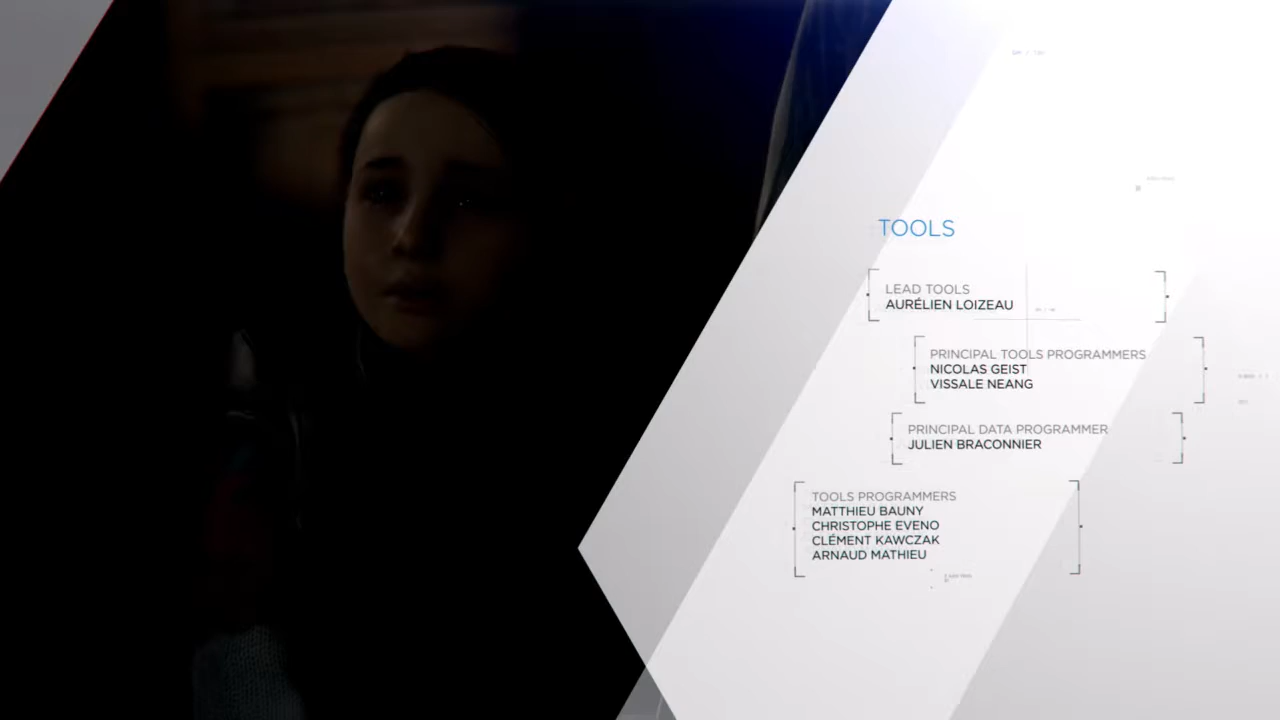 TOOLS
LEAD TOOLS
AURÉLIEN LOIZEAU
PRINCIPAL TOOLS PROGRAMMERS
NICOLAS GEIST
VISSALE NEANG
PRINCIPAL DATA PROGRAMMER
JULIEN BRACONNIER
TOOLS PROGRAMMERS
MATTHIEU BAUNY
CHRISTOPHE EVENO
CLÉMENT KAWCZAK
ARNAUD MATHIEU